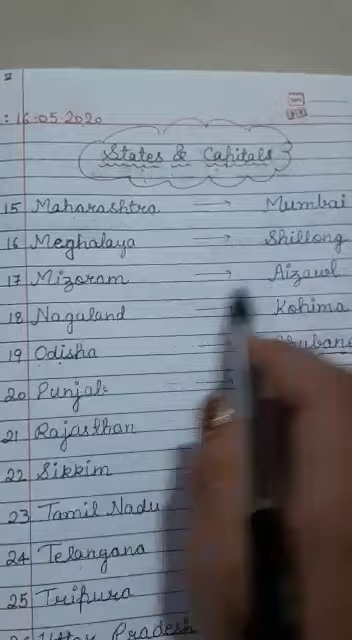 : 16.05.2020
States & Capitals
15 Maharashtra → Mumbai
16 Meghalaya → Shillong
17 Mizoram → Aizawl
18 Nagaland → Kohima
19 Odisha →
20 Punjab →
21 Rajasthan
22 Sikkim
23 Tamil Nadu
24 Telangana
25 Tripura
Uttar Pradesh